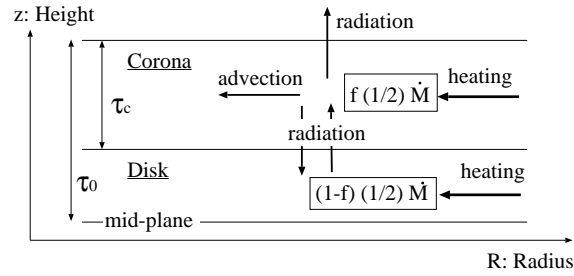 z: Height
radiation
Corona
advection
heating
f (1/2) Ṁ
τc
radiation
Disk
heating
τ0
(1-f) (1/2) Ṁ
mid-plane
R: Radius